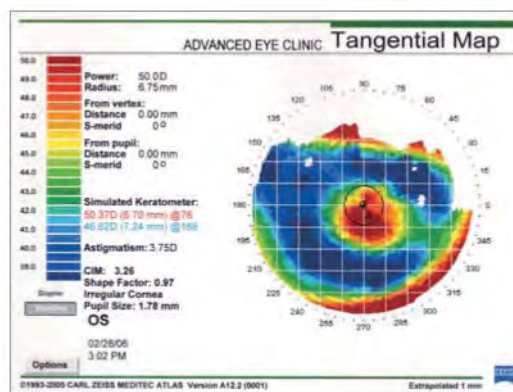 ADVANCED EYE CLINIC Tangential Map
50.0
49.0
48.0
47.0
46.0
45.0
44.0
43.0
42.0
41.0
40.0
39.0
Power: 50.0D
Radius: 6.75 mm
From vertex:
Distance 0.00 mm
S-merid 0º
From pupil:
Distance 0.00 mm
S-merid 0º
Simulated Keratometer:
50.37D (6.70 mm) @76
46.62D (7.24 mm) @166
Astigmatism: 3.75D
CIM: 3.26
Shape Factor: 0.97
Irregular Cornea
Pupil Size: 1.78 mm
OS
02/28/06
3:02 PM
Options
90
75
60
45
30
15
0
345
330
315
300
285
270
255
240
225
210
195
180
165
150
135
120
105
©1993-2005 CARL ZEISS MEDITEC ATLAS Version A12.2 (0001) Extrapolated 1 mm